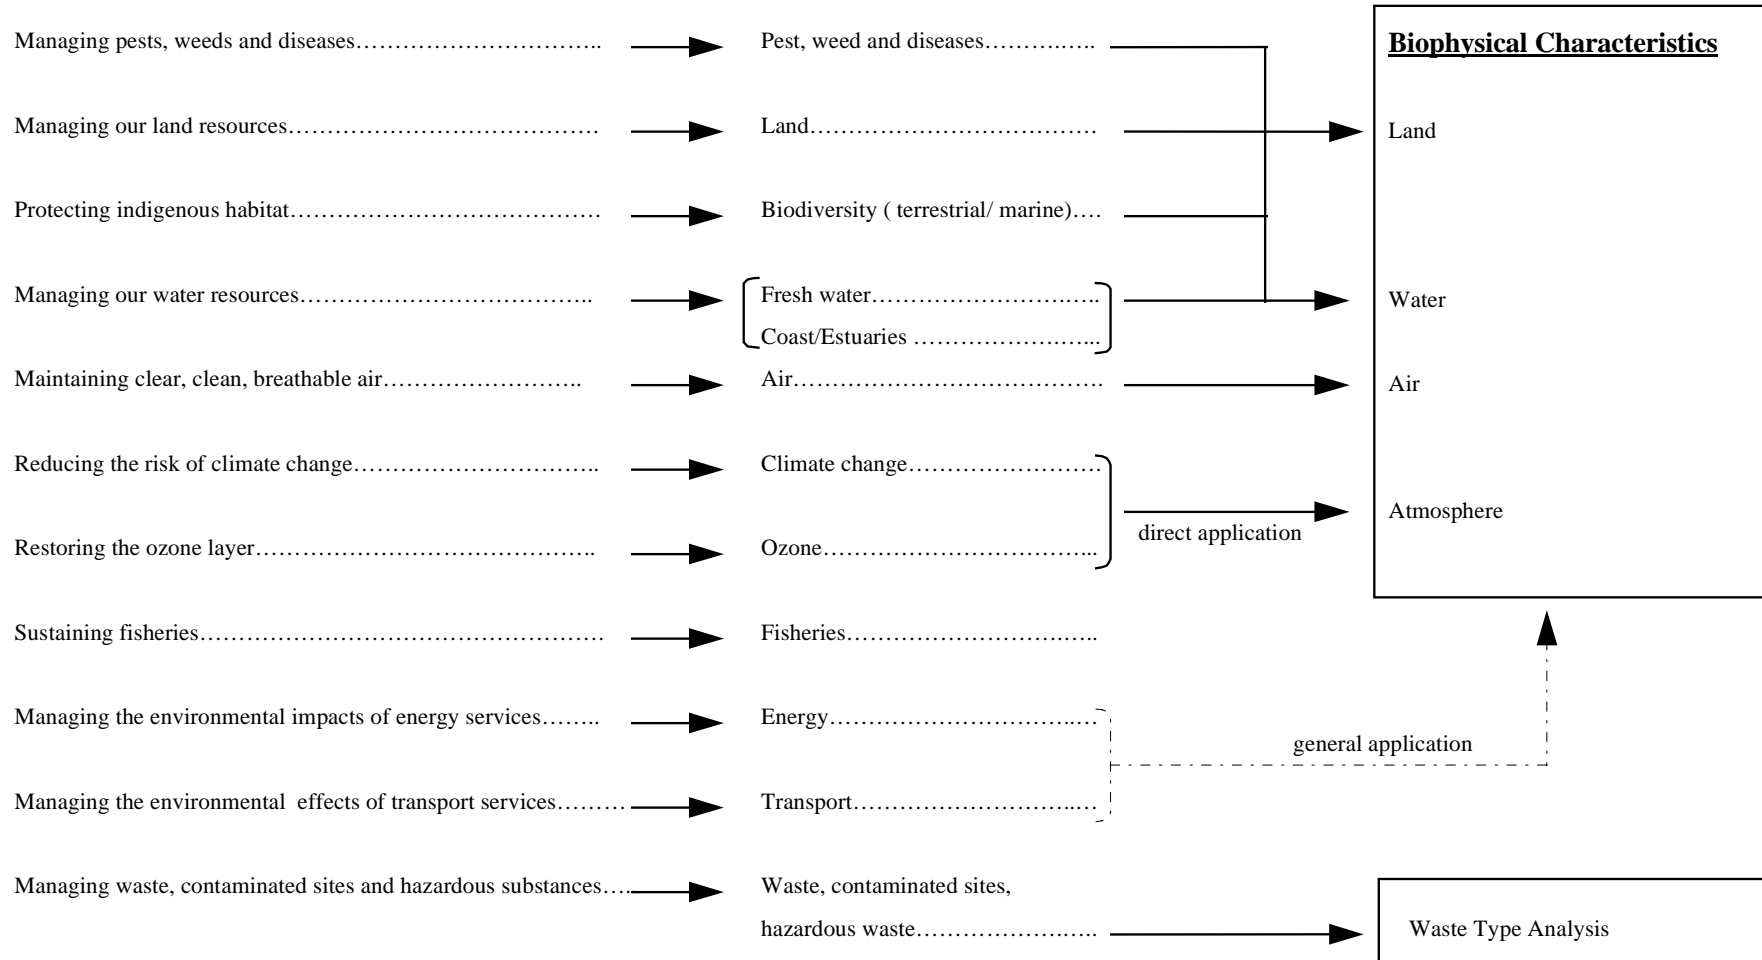 Managing pests, weeds and diseases………………………….. Pest, weed and diseases……….….. Biophysical Characteristics
Managing our land resources…………………………………. Land………………………………. Land
Protecting indigenous habitat…………………………………. Biodiversity ( terrestrial/ marine)….
Managing our water resources……………………………….. Fresh water…………………….….. Water
Coast/Estuaries ……………….…...
Maintaining clear, clean, breathable air…………………….. Air…………………………………. Air
Reducing the risk of climate change………………………….. Climate change…………………….
direct application Atmosphere
Restoring the ozone layer…………………………………….. Ozone……………………………...
Sustaining fisheries……………………………………………. Fisheries……………………….…..
Managing the environmental impacts of energy services…….. Energy…………………………..….
general application
Managing the environmental  effects of transport services……… Transport………………………..….
Managing waste, contaminated sites and hazardous substances….. Waste, contaminated sites,
hazardous waste……………….….. Waste Type Analysis